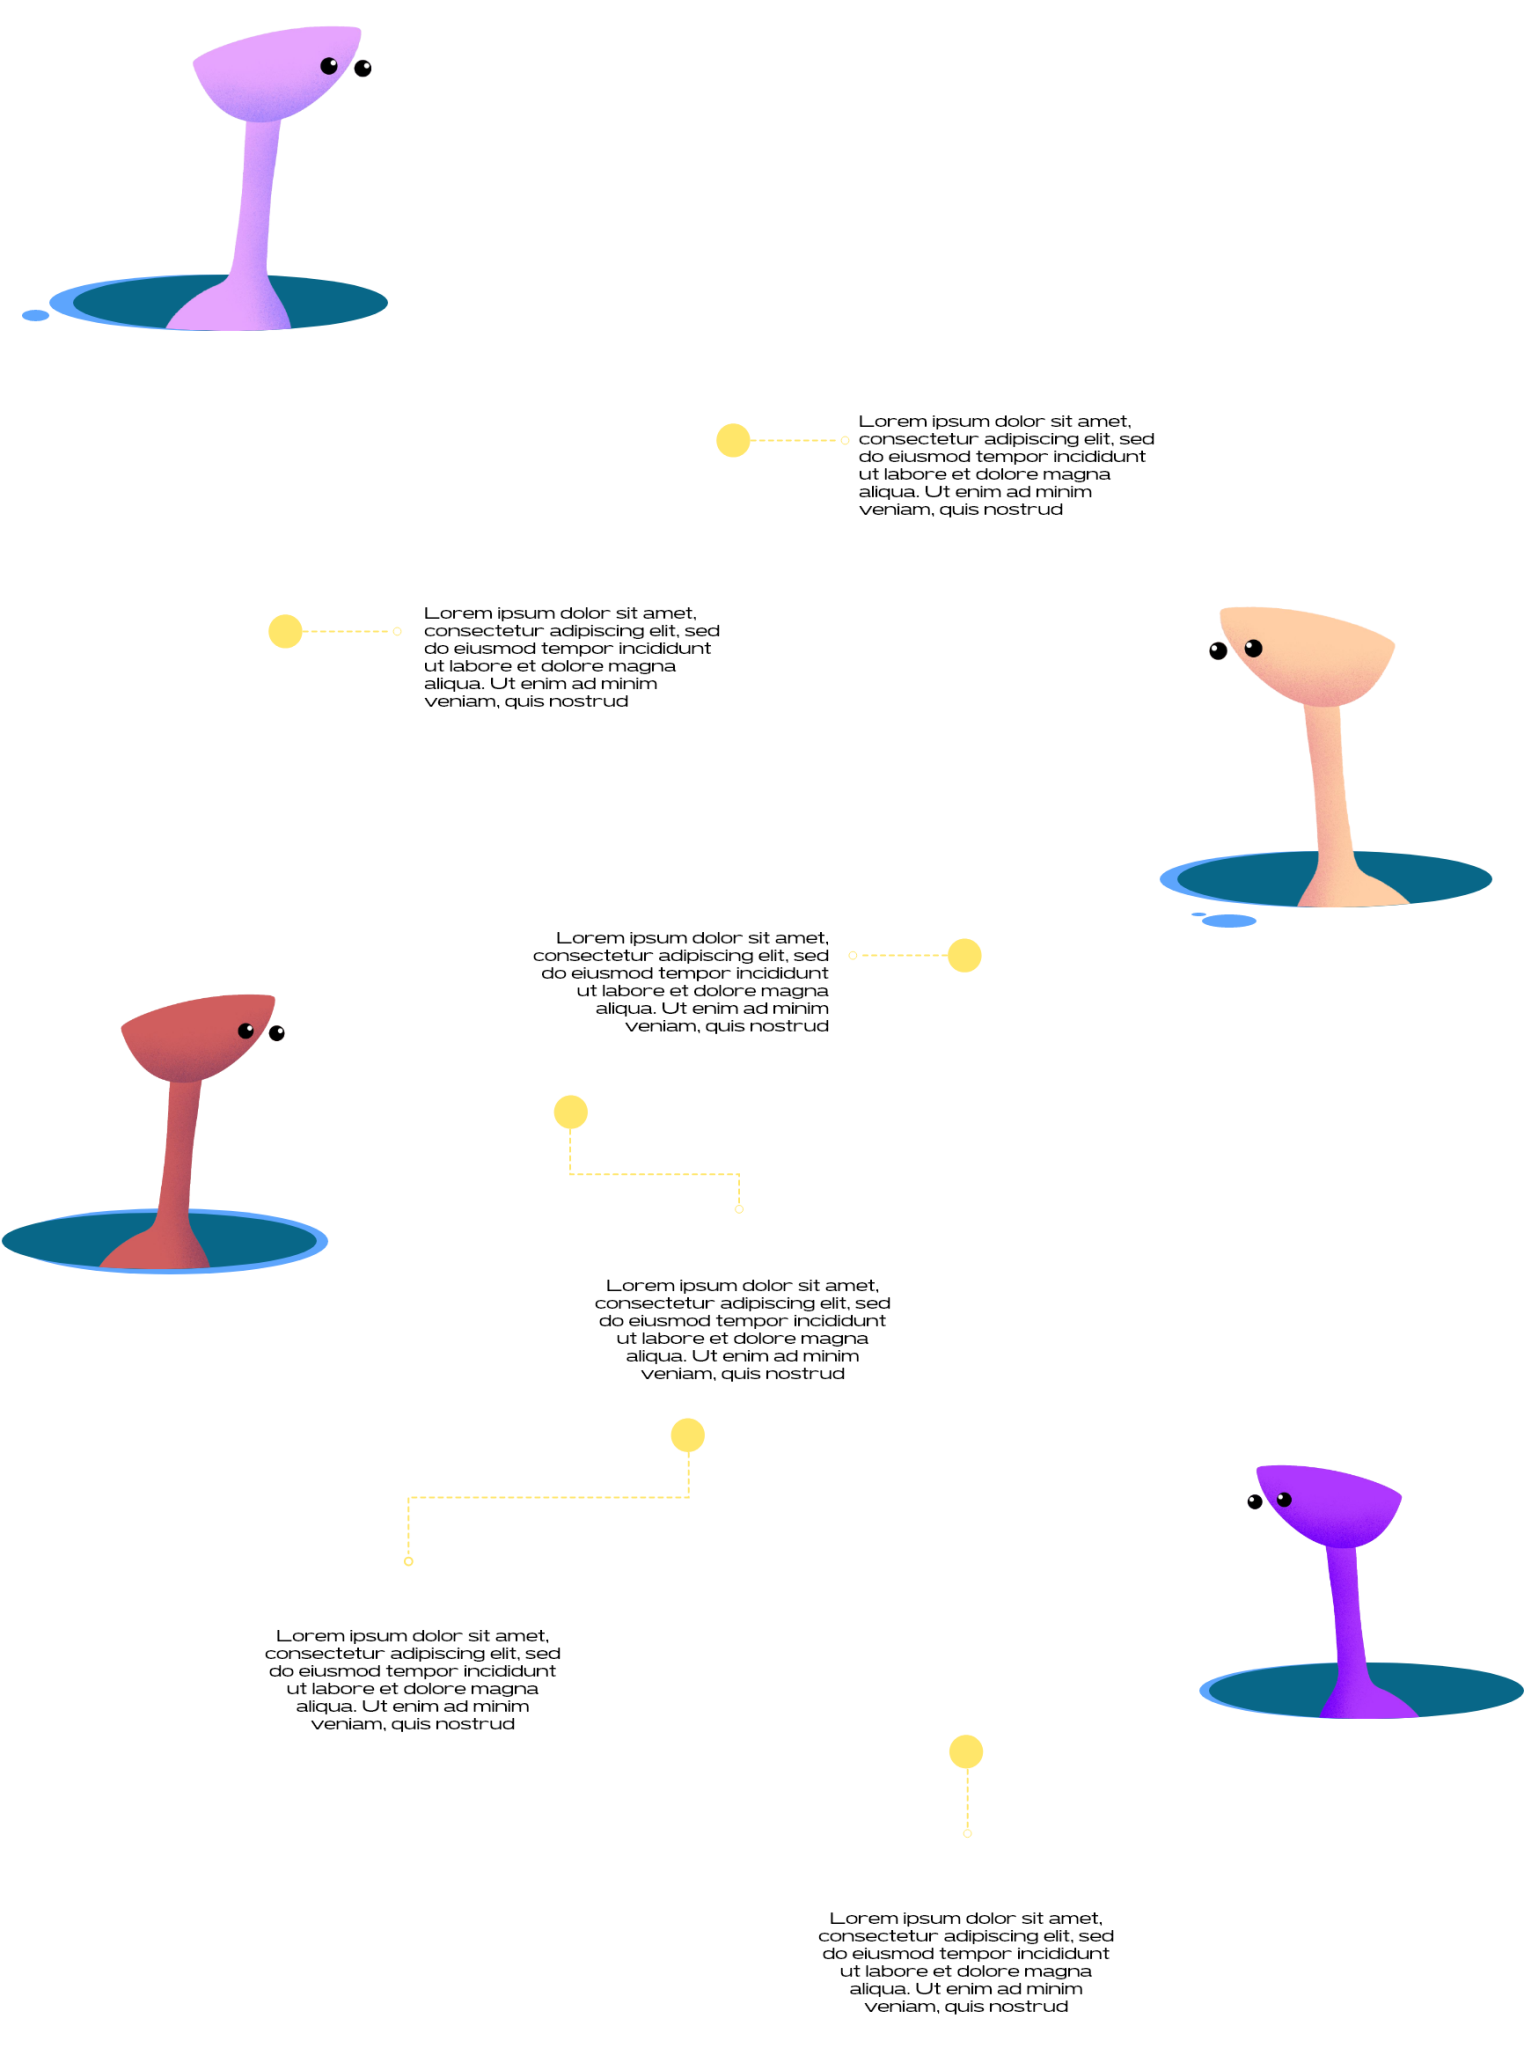 Lorem ipsum dolor sit amet,
consectetur adipiscing elit, sed
do eiusmod tempor incididunt
ut labore et dolore magna
aliqua. Ut enim ad minim
veniam, quis nostrud
Lorem ipsum dolor sit amet,
consectetur adipiscing elit, sed
do eiusmod tempor incididunt
ut labore et dolore magna
aliqua. Ut enim ad minim
veniam, quis nostrud
Lorem ipsum dolor sit amet,
consectetur adipiscing elit, sed
do eiusmod tempor incididunt
ut labore et dolore magna
aliqua. Ut enim ad minim
veniam, quis nostrud
Lorem ipsum dolor sit amet,
consectetur adipiscing elit, sed
do eiusmod tempor incididunt
ut labore et dolore magna
aliqua. Ut enim ad minim
veniam, quis nostrud
Lorem ipsum dolor sit amet,
consectetur adipiscing elit, sed
do eiusmod tempor incididunt
ut labore et dolore magna
aliqua. Ut enim ad minim
veniam, quis nostrud
Lorem ipsum dolor sit amet,
consectetur adipiscing elit, sed
do eiusmod tempor incididunt
ut labore et dolore magna
aliqua. Ut enim ad minim
veniam, quis nostrud